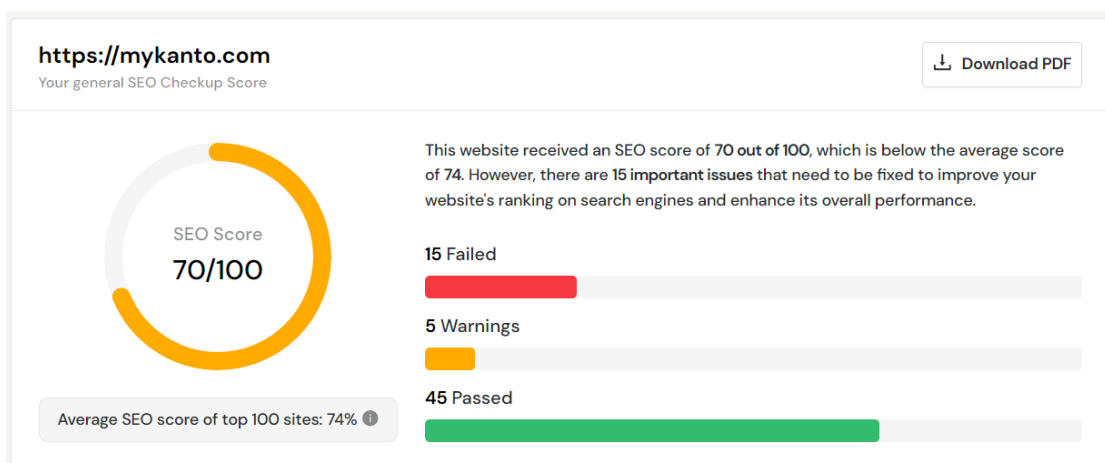 https://mykanto.com
Your general SEO Checkup Score
Download PDF
SEO Score
70/100
Average SEO score of top 100 sites: 74%
This website received an SEO score of 70 out of 100, which is below the average score
of 74. However, there are 15 important issues that need to be fixed to improve your
website's ranking on search engines and enhance its overall performance.
15 Failed
5 Warnings
45 Passed